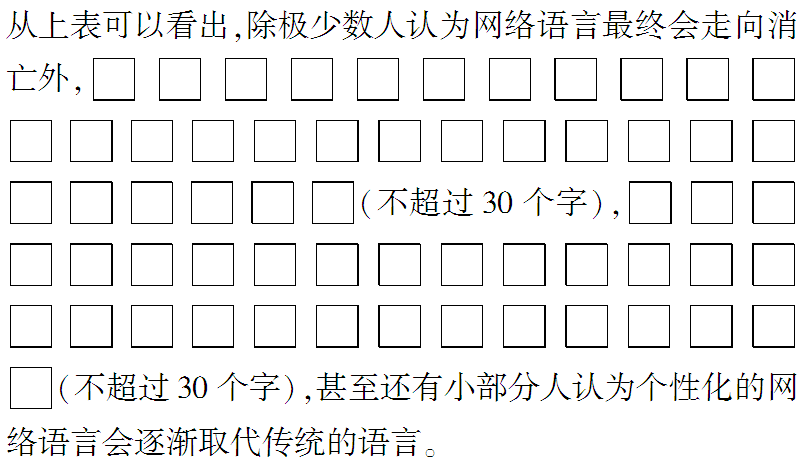 从上表可以看出,除极少数人认为网络语言最终会走向消
亡外,□□□□□□□□□□□
□□□□□□□□□□□□□
□□□□□□(不超过 30 个字),□□□
□□□□□□□□□□□□□
□□□□□□□□□□□□□
□(不超过 30 个字),甚至还有小部分人认为个性化的网
络语言会逐渐取代传统的语言。